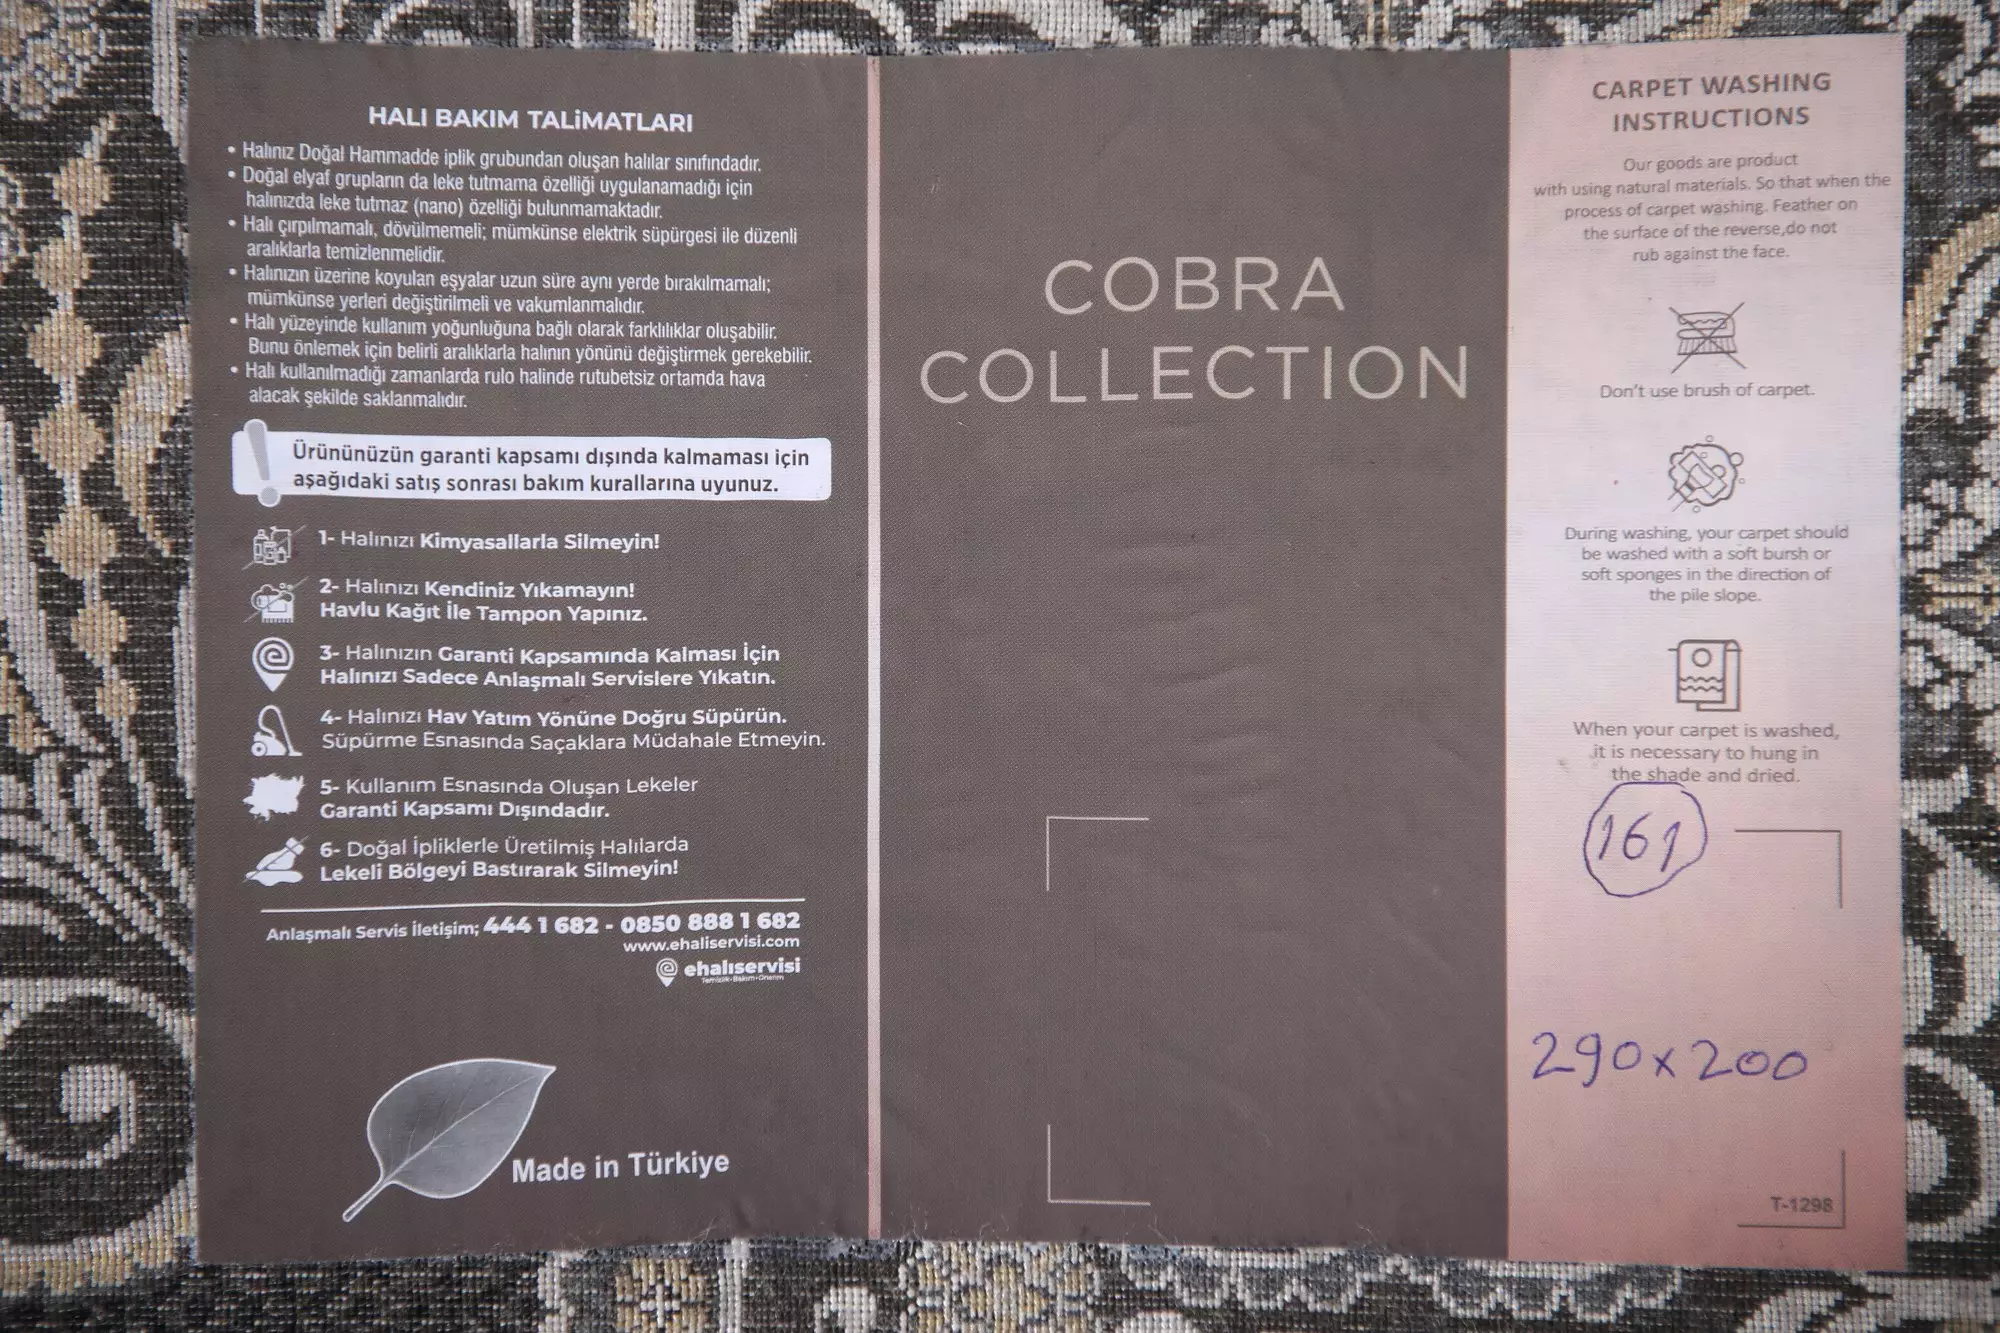 HALI BAKIM TALİMATLARI
• Halınız Doğal Hammadde iplik grubundan oluşan halılar sınıfındadır.
• Doğal elyaf grupların da leke tutmama özelliği uygulanamadığı için
halınızda leke tutmaz (nano) özelliği bulunmamaktadır.
• Halı çırpılmamalı, dövülmemeli; mümkünse elektrik süpürgesi ile düzenli
aralıklarla temizlenmelidir.
• Halınızın üzerine koyulan eşyalar uzun süre aynı yerde bırakılmamalı;
mümkünse yerleri değiştirilmeli ve vakumlanmalıdır.
• Halı yüzeyinde kullanım yoğunluğuna bağlı olarak farklılıklar oluşabilir.
Bunu önlemek için belirli aralıklarla halının yönünü değiştirmek gerekebilir.
• Halı kullanılmadığı zamanlarda rulo halinde rutubetsiz ortamda hava
alacak şekilde saklanmalıdır.
Ürününüzün garanti kapsamı dışında kalmaması için
aşağıdaki satış sonrası bakım kurallarına uyunuz.
1- Halınızı Kimyasallarla Silmeyin!
2- Halınızı Kendiniz Yıkamayın!
Havlu Kağıt İle Tampon Yapınız.
3- Halınızın Garanti Kapsamında Kalması İçin
Halınızı Sadece Anlaşmalı Servislere Yıkatın.
4- Halınızı Hav Yatım Yönüne Doğru Süpürün.
Süpürme Esnasında Saçaklara Müdahale Etmeyin.
5- Kullanım Esnasında Oluşan Lekeler
Garanti Kapsamı Dışındadır.
6- Doğal İpliklerle Üretilmiş Halılarda
Lekeli Bölgeyi Bastırarak Silmeyin!
Anlaşmalı Servis İletişim; 444 1 682 - 0850 888 1 682
www.ehaliservisi.com
ehalıservisi
Temizlik•Bakım•Onarım
Made in Türkiye
COBRA
COLLECTION
CARPET WASHING
INSTRUCTIONS
Our goods are product
with using natural materials. So that when the
process of carpet washing. Feather on
the surface of the reverse,do not
rub against the face.
Don't use brush of carpet.
During washing, your carpet should
be washed with a soft bursh or
soft sponges in the direction of
the pile slope.
When your carpet is washed,
it is necessary to hung in
the shade and dried.
161
290x200
T-1298